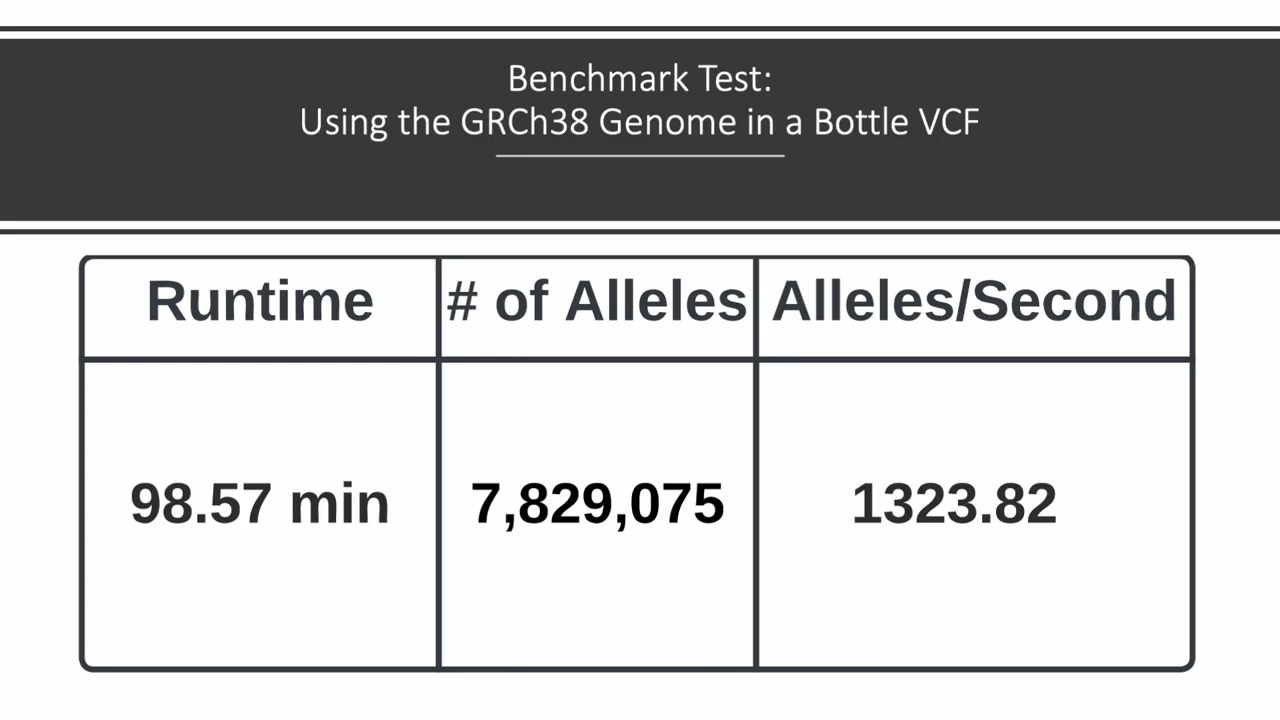 Benchmark Test:
Using the GRCh38 Genome in a Bottle VCF
Runtime
# of Alleles
Alleles/Second
98.57 min
7,829,075
1323.82